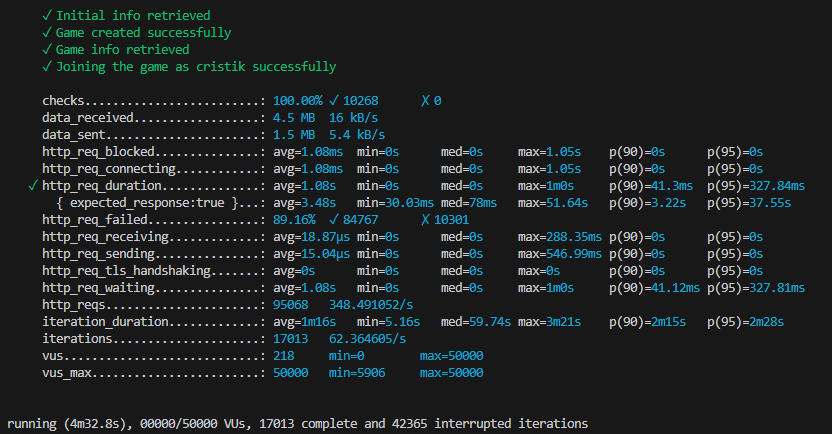 ✓ Initial info retrieved
✓ Game created successfully
✓ Game info retrieved
✓ Joining the game as cristik successfully
checks.........................: 100.00% ✓ 10268 ✗ 0
data_received..................: 4.5 MB 16 kB/s
data_sent......................: 1.5 MB 5.4 kB/s
http_req_blocked...............: avg=1.08ms min=0s med=0s max=1.05s p(90)=0s p(95)=0s
http_req_connecting............: avg=1.08ms min=0s med=0s max=1.05s p(90)=0s p(95)=0s
✓ http_req_duration..............: avg=1.08s min=0s med=0s max=1m0s p(90)=41.3ms p(95)=327.84ms
{ expected_response:true }...: avg=3.48s min=30.03ms med=78ms max=51.64s p(90)=3.22s p(95)=37.55s
http_req_failed................: 89.16% ✓ 84767 ✗ 10301
http_req_receiving.............: avg=18.87µs min=0s med=0s max=288.35ms p(90)=0s p(95)=0s
http_req_sending...............: avg=15.04µs min=0s med=0s max=546.99ms p(90)=0s p(95)=0s
http_req_tls_handshaking.......: avg=0s min=0s med=0s max=0s p(90)=0s p(95)=0s
http_req_waiting...............: avg=1.08s min=0s med=0s max=1m0s p(90)=41.12ms p(95)=327.81ms
http_reqs......................: 95068 348.491052/s
iteration_duration.............: avg=1m16s min=5.16s med=59.74s max=3m21s p(90)=2m15s p(95)=2m28s
iterations.....................: 17013 62.364605/s
vus............................: 218 min=0 max=50000
vus_max........................: 50000 min=5906 max=50000
running (4m32.8s), 00000/50000 VUs, 17013 complete and 42365 interrupted iterations